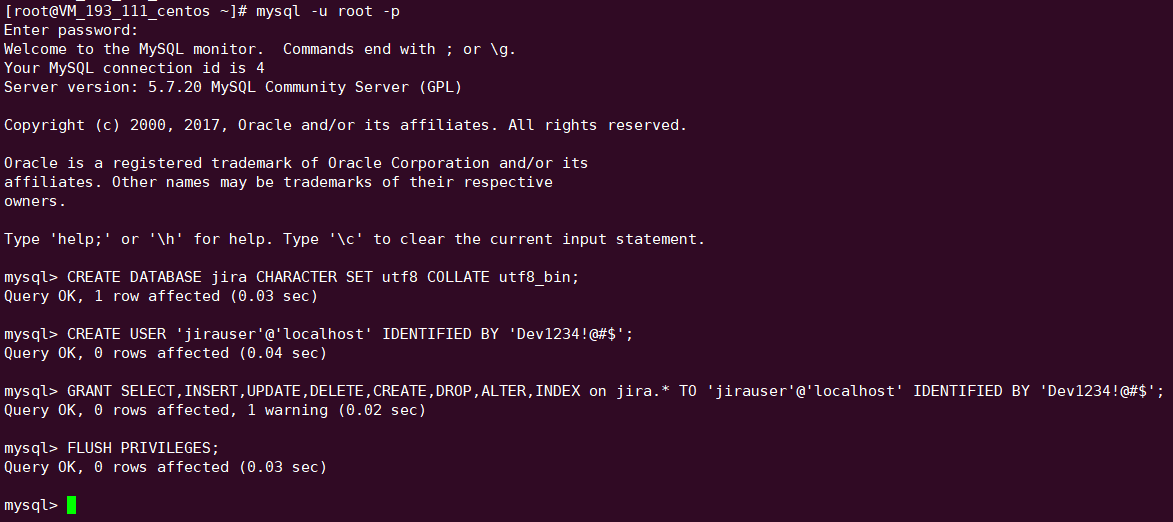 [root@VM_193_111_centos ~]# mysql -u root -p
Enter password:
Welcome to the MySQL monitor.  Commands end with ; or \g.
Your MySQL connection id is 4
Server version: 5.7.20 MySQL Community Server (GPL)
Copyright (c) 2000, 2017, Oracle and/or its affiliates. All rights reserved.
Oracle is a registered trademark of Oracle Corporation and/or its
affiliates. Other names may be trademarks of their respective
owners.
Type 'help;' or '\h' for help. Type '\c' to clear the current input statement.
mysql> CREATE DATABASE jira CHARACTER SET utf8 COLLATE utf8_bin;
Query OK, 1 row affected (0.03 sec)
mysql> CREATE USER 'jirauser'@'localhost' IDENTIFIED BY 'Dev1234!@#$';
Query OK, 0 rows affected (0.04 sec)
mysql> GRANT SELECT,INSERT,UPDATE,DELETE,CREATE,DROP,ALTER,INDEX on jira.* TO 'jirauser'@'localhost' IDENTIFIED BY 'Dev1234!@#$';
Query OK, 0 rows affected, 1 warning (0.02 sec)
mysql> FLUSH PRIVILEGES;
Query OK, 0 rows affected (0.03 sec)
mysql>